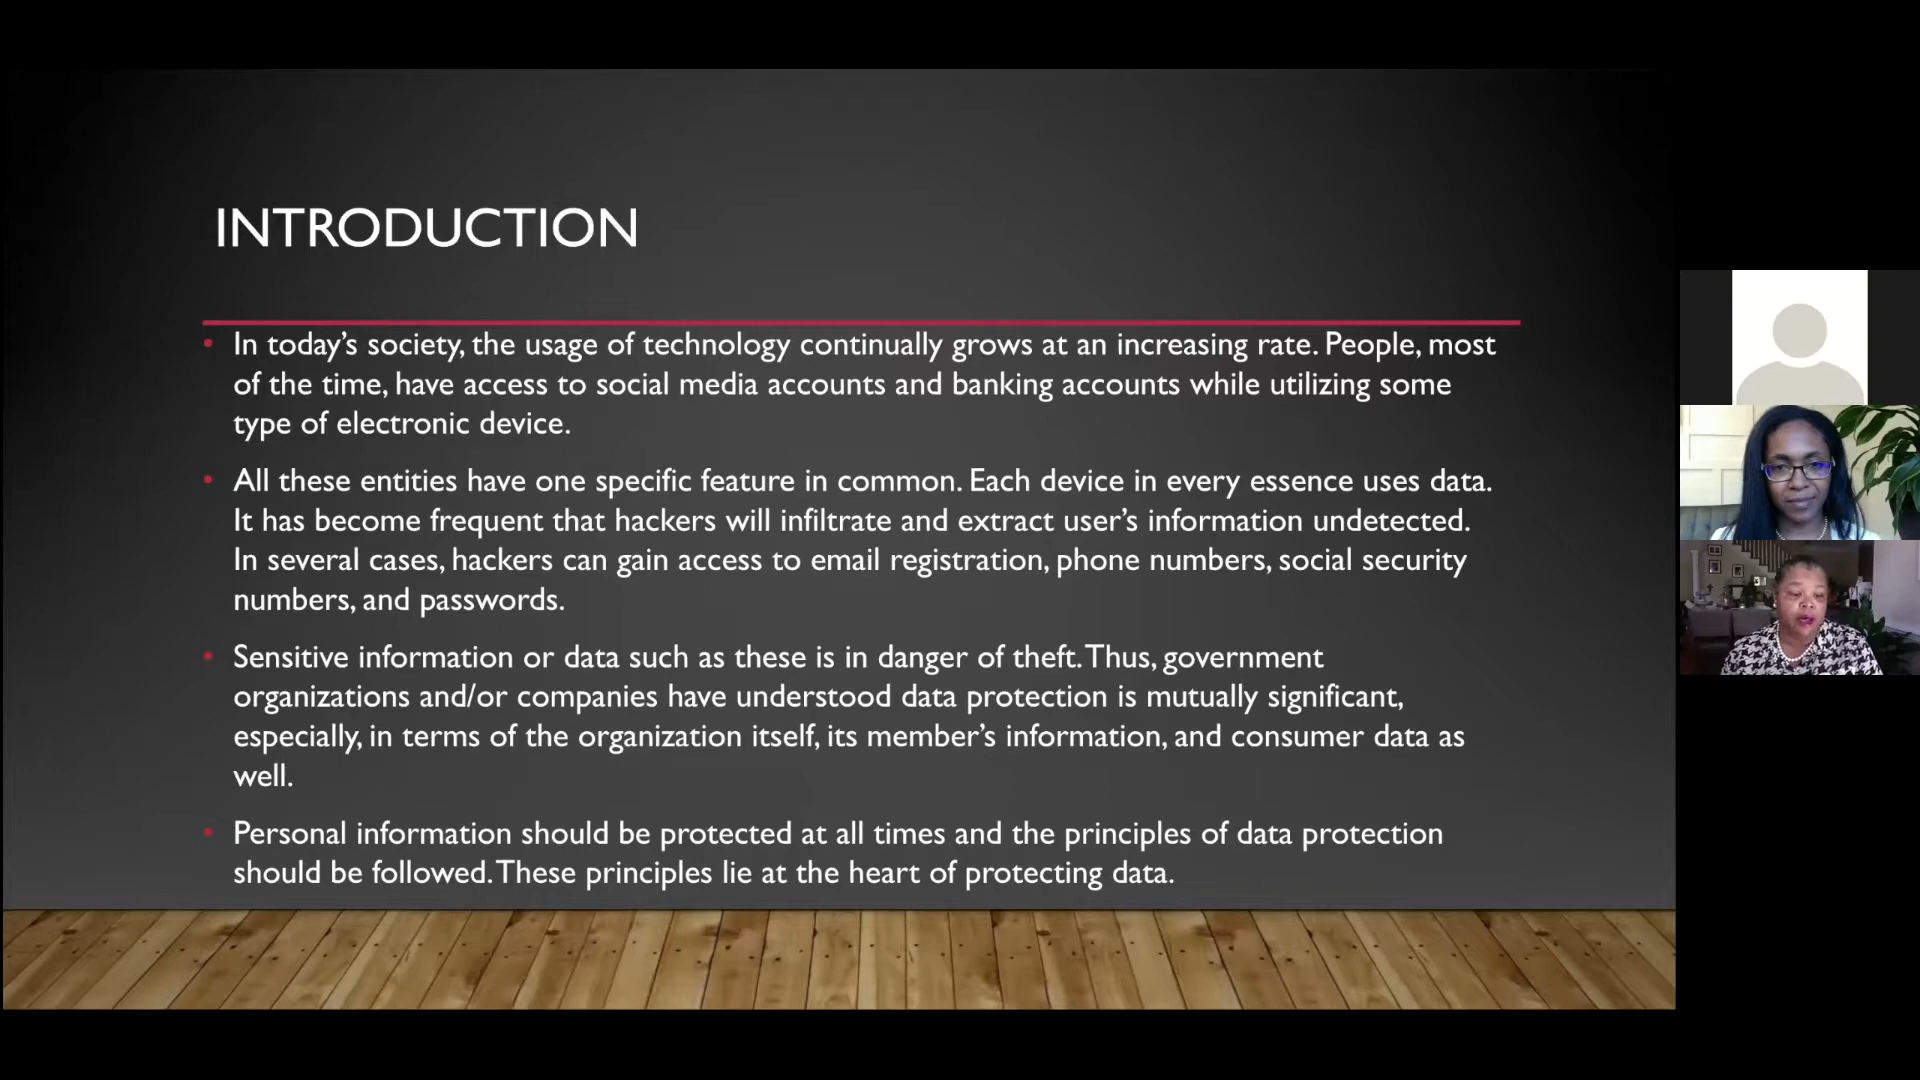 INTRODUCTION
• In today’s society, the usage of technology continually grows at an increasing rate. People, most
of the time, have access to social media accounts and banking accounts while utilizing some
type of electronic device.
• All these entities have one specific feature in common. Each device in every essence uses data.
It has become frequent that hackers will infiltrate and extract user’s information undetected.
In several cases, hackers can gain access to email registration, phone numbers, social security
numbers, and passwords.
• Sensitive information or data such as these is in danger of theft. Thus, government
organizations and/or companies have understood data protection is mutually significant,
especially, in terms of the organization itself, its member’s information, and consumer data as
well.
• Personal information should be protected at all times and the principles of data protection
should be followed. These principles lie at the heart of protecting data.